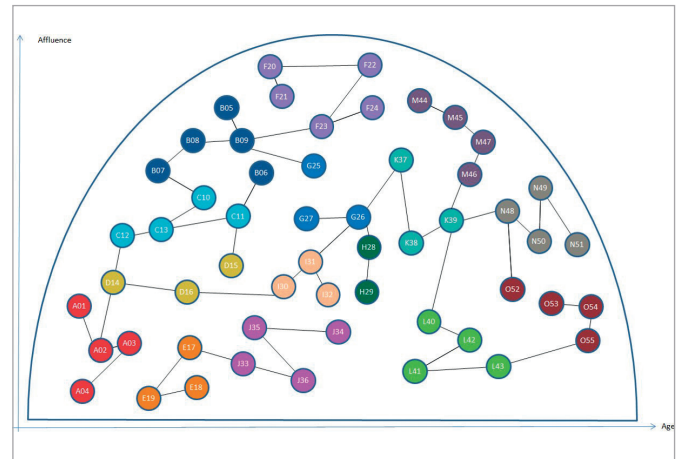 Affluence
F20
F22
F21
B05
F24
M44
M45
F23
B08
B09
M47
G25
K37
B07
B06
M46
N49
C10
N48
C11
G27
G26
K39
C12
C13
K38
N50
N51
H28
D15
I31
D14
D16
I30
I32
H29
O52
A01
O53
O54
L40
J35
J34
A02
A03
E17
L42
O55
J33
L43
L41
A04
E18
J36
E19
Age